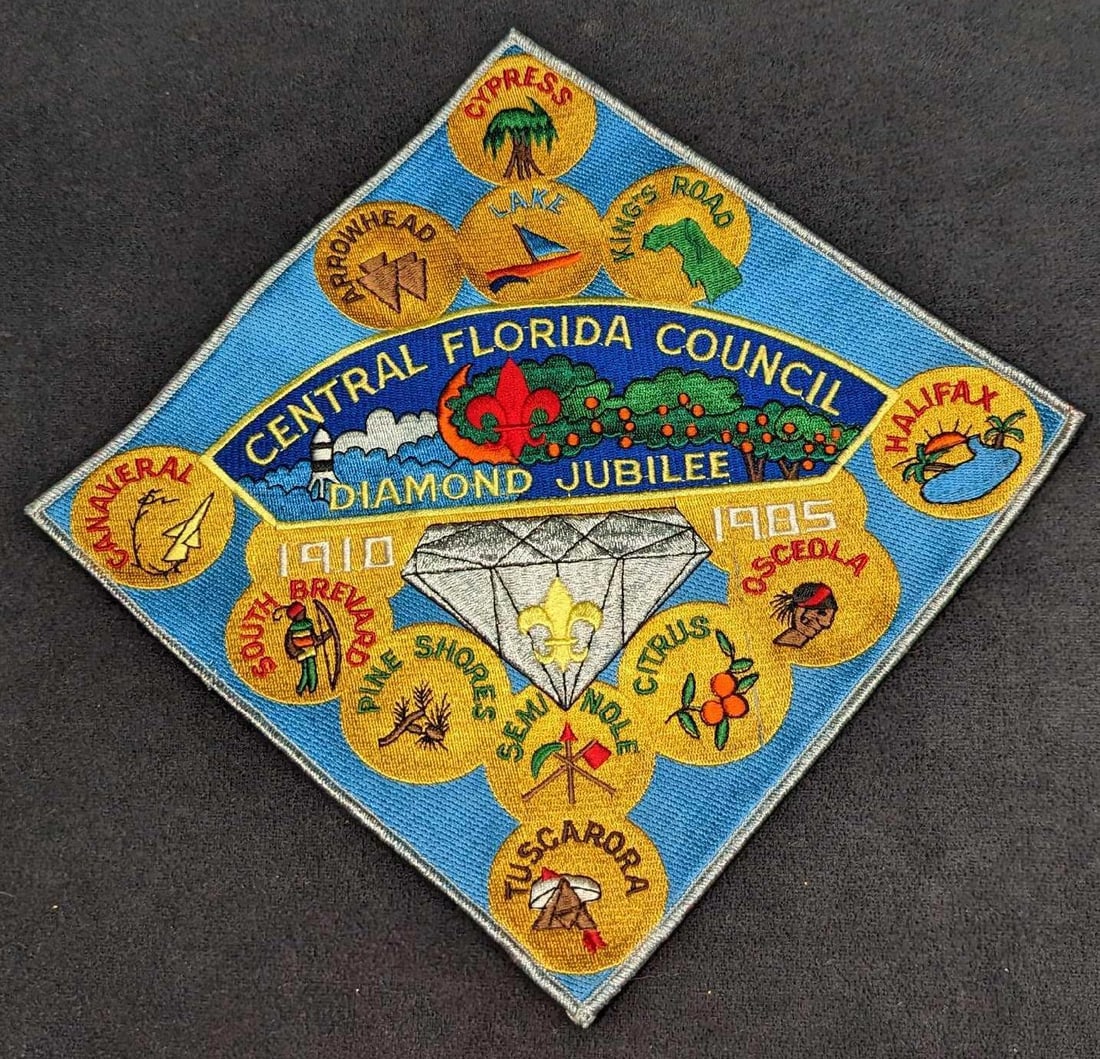 CYPRESS
ARROWHEAD
LAKE
KING'S ROAD
CENTRAL FLORIDA COUNCIL
DIAMOND JUBILEE
CANAVERAL
HALIFAX
1910
1985
SOUTH BREVARD
OSCEOLA
PINE SHORES
CITRUS
SEMINOLE
TUSCARORA